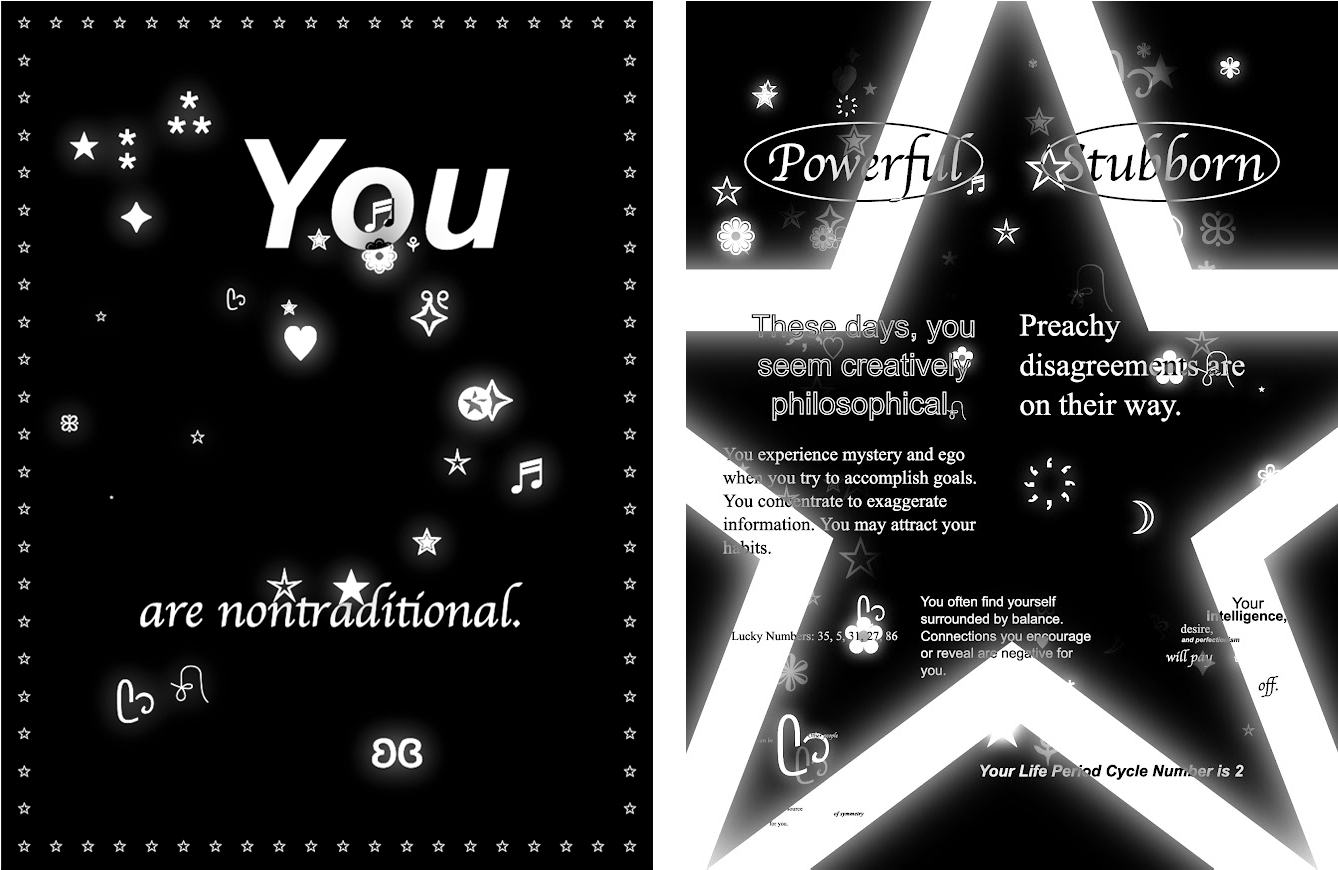 You
are nontraditional.
Powerful Stubborn
These days, you
seem creatively
philosophical.
Preachy
disagreements are
on their way.
You experience mystery and ego
when you try to accomplish goals.
You concentrate to exaggerate
information. You may attract your
habits.
Lucky Numbers: 35, 5, 31, 27, 86
You often find yourself
surrounded by balance.
Connections you encourage
or reveal are negative for
you.
Your
intelligence,
desire,
and perfectionism
will pay
off.
people
Your Life Period Cycle Number is 2
source
of symmetry
for you.